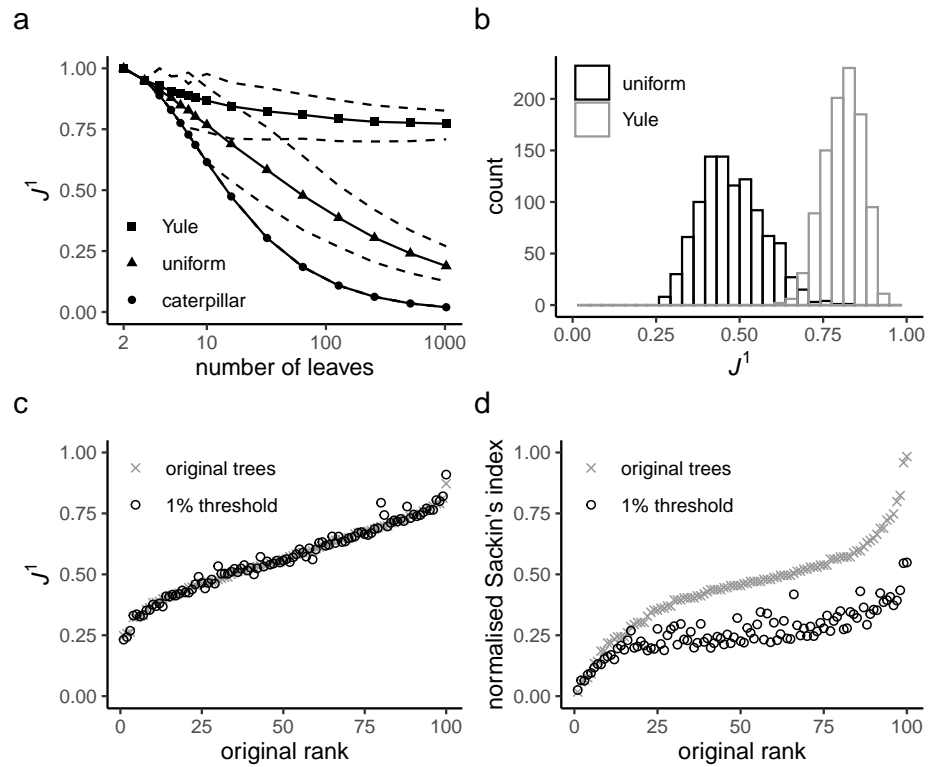 a
1.00
0.75
0.50
0.25
0.00
J¹
Yule
uniform
caterpillar
2
10
100
1000
number of leaves
b
200
150
100
50
0
count
uniform
Yule
0.00
0.25
0.50
0.75
1.00
J¹
c
1.00
0.75
0.50
0.25
0.00
J¹
original trees
1% threshold
0
25
50
75
100
original rank
d
1.00
0.75
0.50
0.25
0.00
normalised Sackin's index
original trees
1% threshold
0
25
50
75
100
original rank